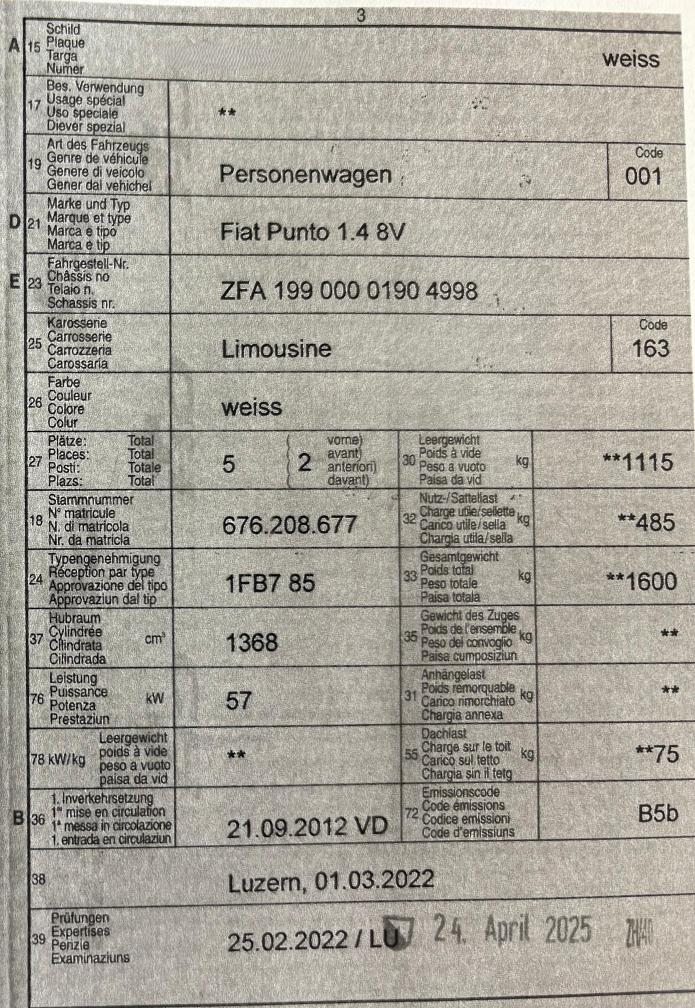 3
A 15 Schild
Plaque
Targa
Numer
weiss
17 Bes. Verwendung
Usage spécial
Uso speciale
Diever spezial
**
19 Art des Fahrzeugs
Genre de véhicule
Genere di veicolo
Gener dal vehichel
Personenwagen
Code
001
D 21 Marke und Typ
Marque et type
Marca e tipo
Marca e tip
Fiat Punto 1.4 8V
E 23 Fahrgestell-Nr.
Châssis no
Telaio n.
Schassis nr.
ZFA 199 000 0190 4998
25 Karosserie
Carrosserie
Carrozzeria
Carossaria
Limousine
Code
163
26 Farbe
Couleur
Colore
Colur
weiss
27 Plätze: Total
Places: Total
Posti: Totale
Plazs: Total
5
( 2 vorne)
avant)
anteriori)
davant)
30 Leergewicht
Poids à vide
Peso a vuoto
Paisa da vid
kg
**1115
18 Stammnummer
N° matricule
N. di matricola
Nr. da matricla
676.208.677
32 Nutz-/Sattellast
Charge utile/sellette
Carico utile/sella
Chargia utila/sella
kg
**485
24 Typengenehmigung
Réception par type
Approvazione del tipo
Approvaziun dal tip
1FB7 85
33 Gesamtgewicht
Poids total
Peso totale
Paisa totala
kg
**1600
37 Hubraum
Cylindrée
Cilindrata
Cilindrada
cm³
1368
35 Gewicht des Zuges
Poids de l'ensemble
Peso del convoglio
Paisa cumposiziun
kg
**
76 Leistung
Puissance
Potenza
Prestaziun
kW
57
31 Anhängelast
Poids remorquable
Carico rimorchiato
Chargia annexa
kg
**
78 kW/kg Leergewicht
poids à vide
peso a vuoto
paisa da vid
**
55 Dachlast
Charge sur le toit
Carico sul tetto
Chargia sin il tetg
kg
**75
B 36 1. Inverkehrsetzung
1re mise en circulation
1a messa in circolazione
1. entrada en circulaziun
21.09.2012 VD
72 Emissionscode
Code émissions
Codice emissioni
Code d'emissiuns
B5b
38
Luzern, 01.03.2022
39 Prüfungen
Expertises
Perizie
Examinaziuns
25.02.2022 / LU
24. April 2025